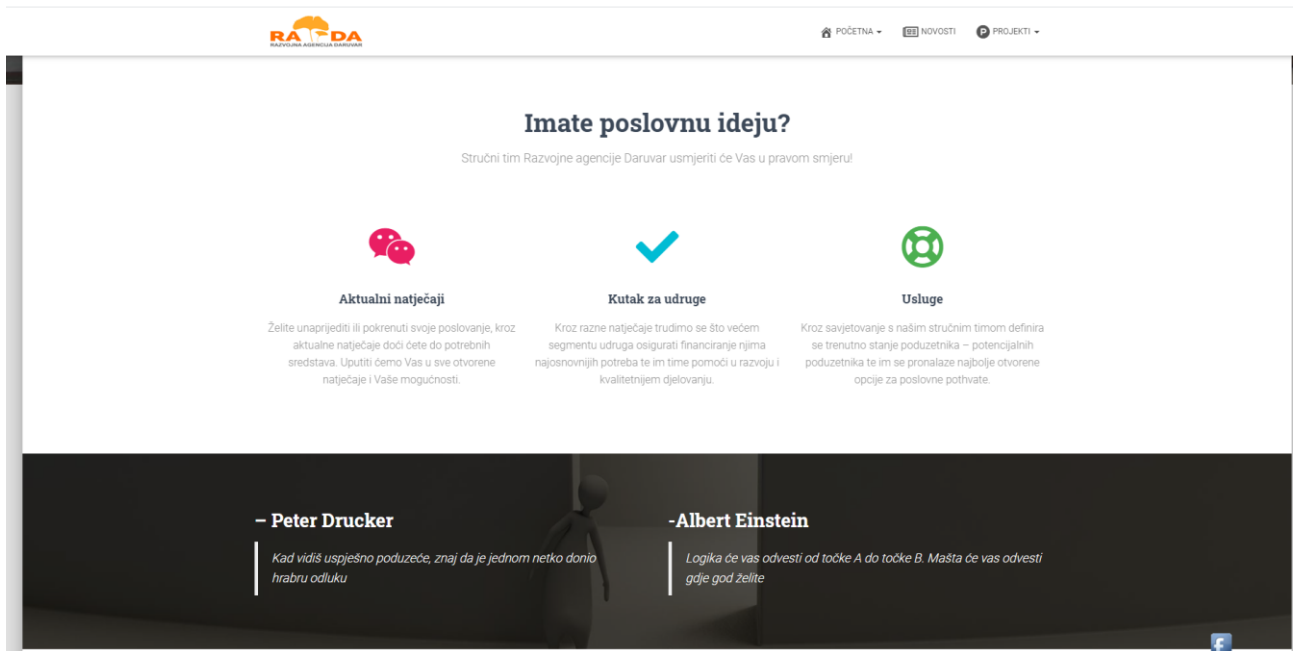 RA DA
RAZVOJNA AGENCIJA DARUVAR
POČETNA
NOVOSTI
P PROJEKTI
Imate poslovnu ideju?
Stručni tim Razvojne agencije Daruvar usmjeriti će Vas u pravom smjeru!
Aktualni natječaji
Želite unaprijediti ili pokrenuti svoje poslovanje, kroz
aktualne natječaje doći ćete do potrebnih
sredstava. Uputiti ćemo Vas u sve otvorene
natječaje i Vaše mogućnosti.
Kutak za udruge
Kroz razne natječaje trudimo se što većem
segmentu udruga osigurati financiranje njima
najosnovnijih potreba te im time pomoći u razvoju i
kvalitetnijem djelovanju.
Usluge
Kroz savjetovanje s našim stručnim timom definira
se trenutno stanje poduzetnika – potencijalnih
poduzetnika te im se pronalaze najbolje otvorene
opcije za poslovne pothvate.
– Peter Drucker
Kad vidiš uspješno poduzeće, znaj da je jednom netko donio
hrabru odluku
-Albert Einstein
Logika će vas odvesti od točke A do točke B. Mašta će vas odvesti
gdje god želite
f